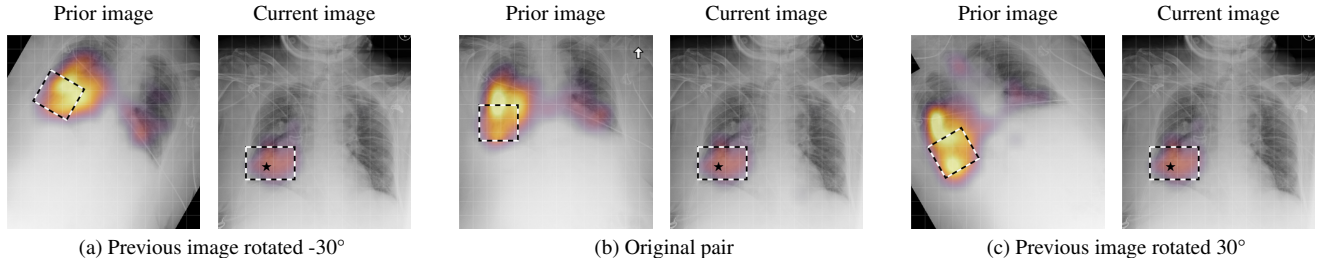 Prior image Current image Prior image Current image Prior image Current image
(a) Previous image rotated -30° (b) Original pair (c) Previous image rotated 30°